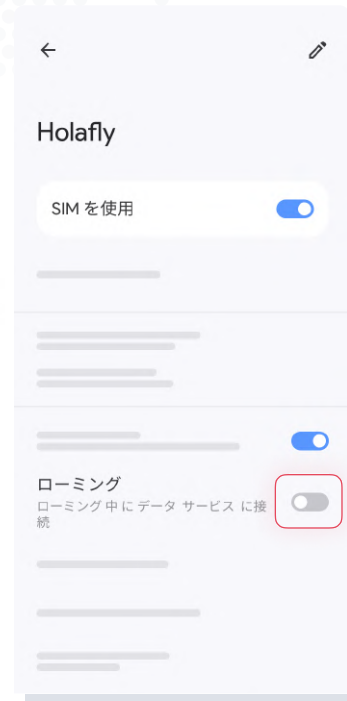 Holafly
SIM を使用
ローミング
ローミング中 に データ サービス に接
続